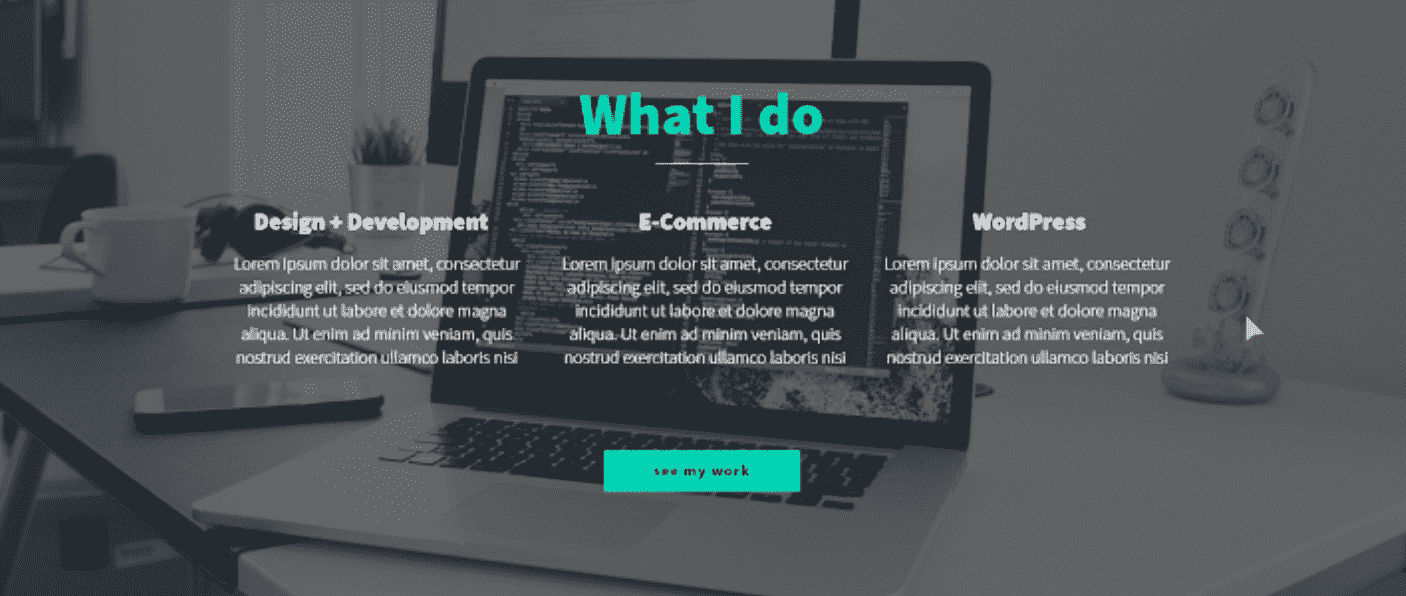 What I do
Design + Development
Lorem ipsum dolor sit amet, consectetur
adipiscing elit, sed do eiusmod tempor
incididunt ut labore et dolore magna
aliqua. Ut enim ad minim veniam, quis
nostrud exercitation ullamco laboris nisi
E-Commerce
Lorem ipsum dolor sit amet, consectetur
adipiscing elit, sed do eiusmod tempor
incididunt ut labore et dolore magna
aliqua. Ut enim ad minim veniam, quis
nostrud exercitation ullamco laboris nisi
WordPress
Lorem ipsum dolor sit amet, consectetur
adipiscing elit, sed do eiusmod tempor
incididunt ut labore et dolore magna
aliqua. Ut enim ad minim veniam, quis
nostrud exercitation ullamco laboris nisi
see my work